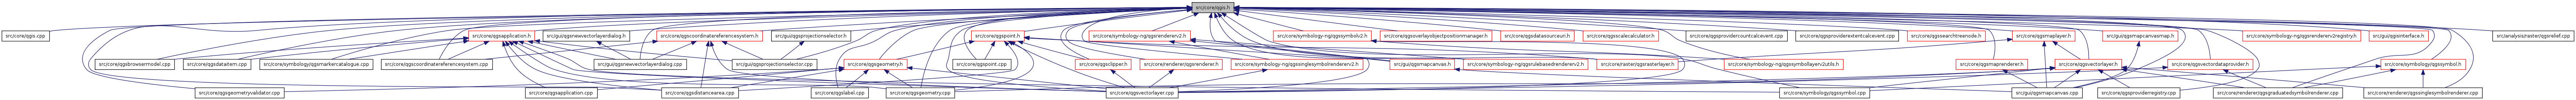 src/core/qgis.h
src/core/qgis.cpp
src/core/qgsapplication.h
src/gui/qgsnewvectorlayerdialog.h
src/core/qgscoordinatereferencesystem.h
src/gui/qgsprojectionselector.h
src/core/qgspoint.h
src/core/symbology-ng/qgsrendererv2.h
src/core/symbology-ng/qgssymbolv2.h
src/core/qgsoverlayobjectpositionmanager.h
src/core/qgsdatasourceuri.h
src/core/qgsscalecalculator.h
src/core/qgsprovidercountcalcevent.cpp
src/core/qgsproviderextentcalcevent.cpp
src/core/qgssearchtreenode.h
src/core/qgsmaplayer.h
src/gui/qgsmapcanvasmap.h
src/core/symbology-ng/qgsrendererv2registry.h
src/gui/qgisinterface.h
src/analysis/raster/qgsrelief.cpp
src/core/qgsbrowsermodel.cpp
src/core/qgsdataitem.cpp
src/core/symbology/qgsmarkercatalogue.cpp
src/core/qgscoordinatereferencesystem.cpp
src/gui/qgsnewvectorlayerdialog.cpp
src/gui/qgsprojectionselector.cpp
src/core/qgsgeometry.h
src/core/qgspoint.cpp
src/core/qgsclipper.h
src/core/renderer/qgsrenderer.h
src/core/symbology-ng/qgssinglesymbolrendererv2.h
src/gui/qgsmapcanvas.h
src/core/symbology-ng/qgsrulebasedrendererv2.h
src/core/raster/qgsrasterlayer.h
src/core/symbology-ng/qgssymbollayerv2utils.h
src/core/qgsmaprenderer.h
src/core/qgsvectorlayer.h
src/core/qgsvectordataprovider.h
src/core/symbology/qgssymbol.h
src/core/qgsgeometryvalidator.cpp
src/core/qgsapplication.cpp
src/core/qgsdistancearea.cpp
src/core/qgslabel.cpp
src/core/qgsgeometry.cpp
src/core/qgsvectorlayer.cpp
src/core/symbology/qgssymbol.cpp
src/gui/qgsmapcanvas.cpp
src/core/qgsproviderregistry.cpp
src/core/renderer/qgsgraduatedsymbolrenderer.cpp
src/core/renderer/qgssinglesymbolrenderer.cpp